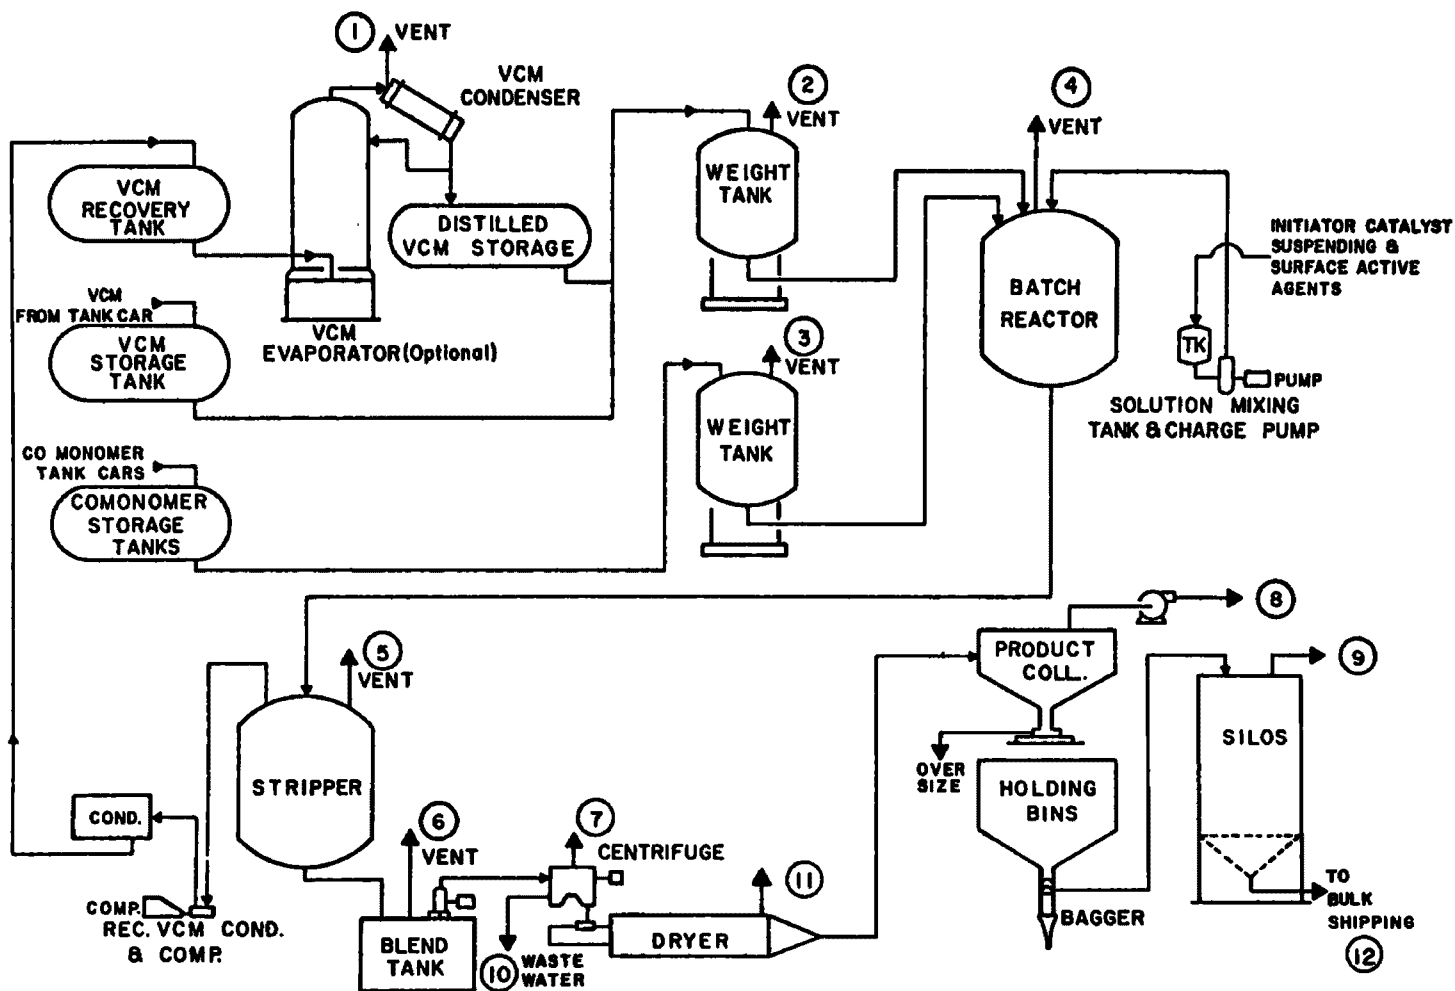 1
VENT
VCM
CONDENSER
2
VENT
4
VENT
VCM
RECOVERY
TANK
DISTILLED
VCM STORAGE
WEIGHT
TANK
INITIATOR CATALYST
SUSPENDING &
SURFACE ACTIVE
AGENTS
BATCH
REACTOR
VCM
FROM TANK CAR
VCM
STORAGE
TANK
VCM
EVAPORATOR (Optional)
3
VENT
TK
PUMP
SOLUTION MIXING
TANK & CHARGE PUMP
WEIGHT
TANK
CO MONOMER
TANK CARS
COMONOMER
STORAGE
TANKS
8
PRODUCT
COLL.
9
5
VENT
STRIPPER
OVER
SIZE
HOLDING
BINS
SILOS
COND.
6
VENT
7
CENTRIFUGE
11
TO
BULK
SHIPPING
12
COMP.
REC. VCM COND.
& COMP.
BLEND
TANK
10
WASTE
WATER
DRYER
BAGGER